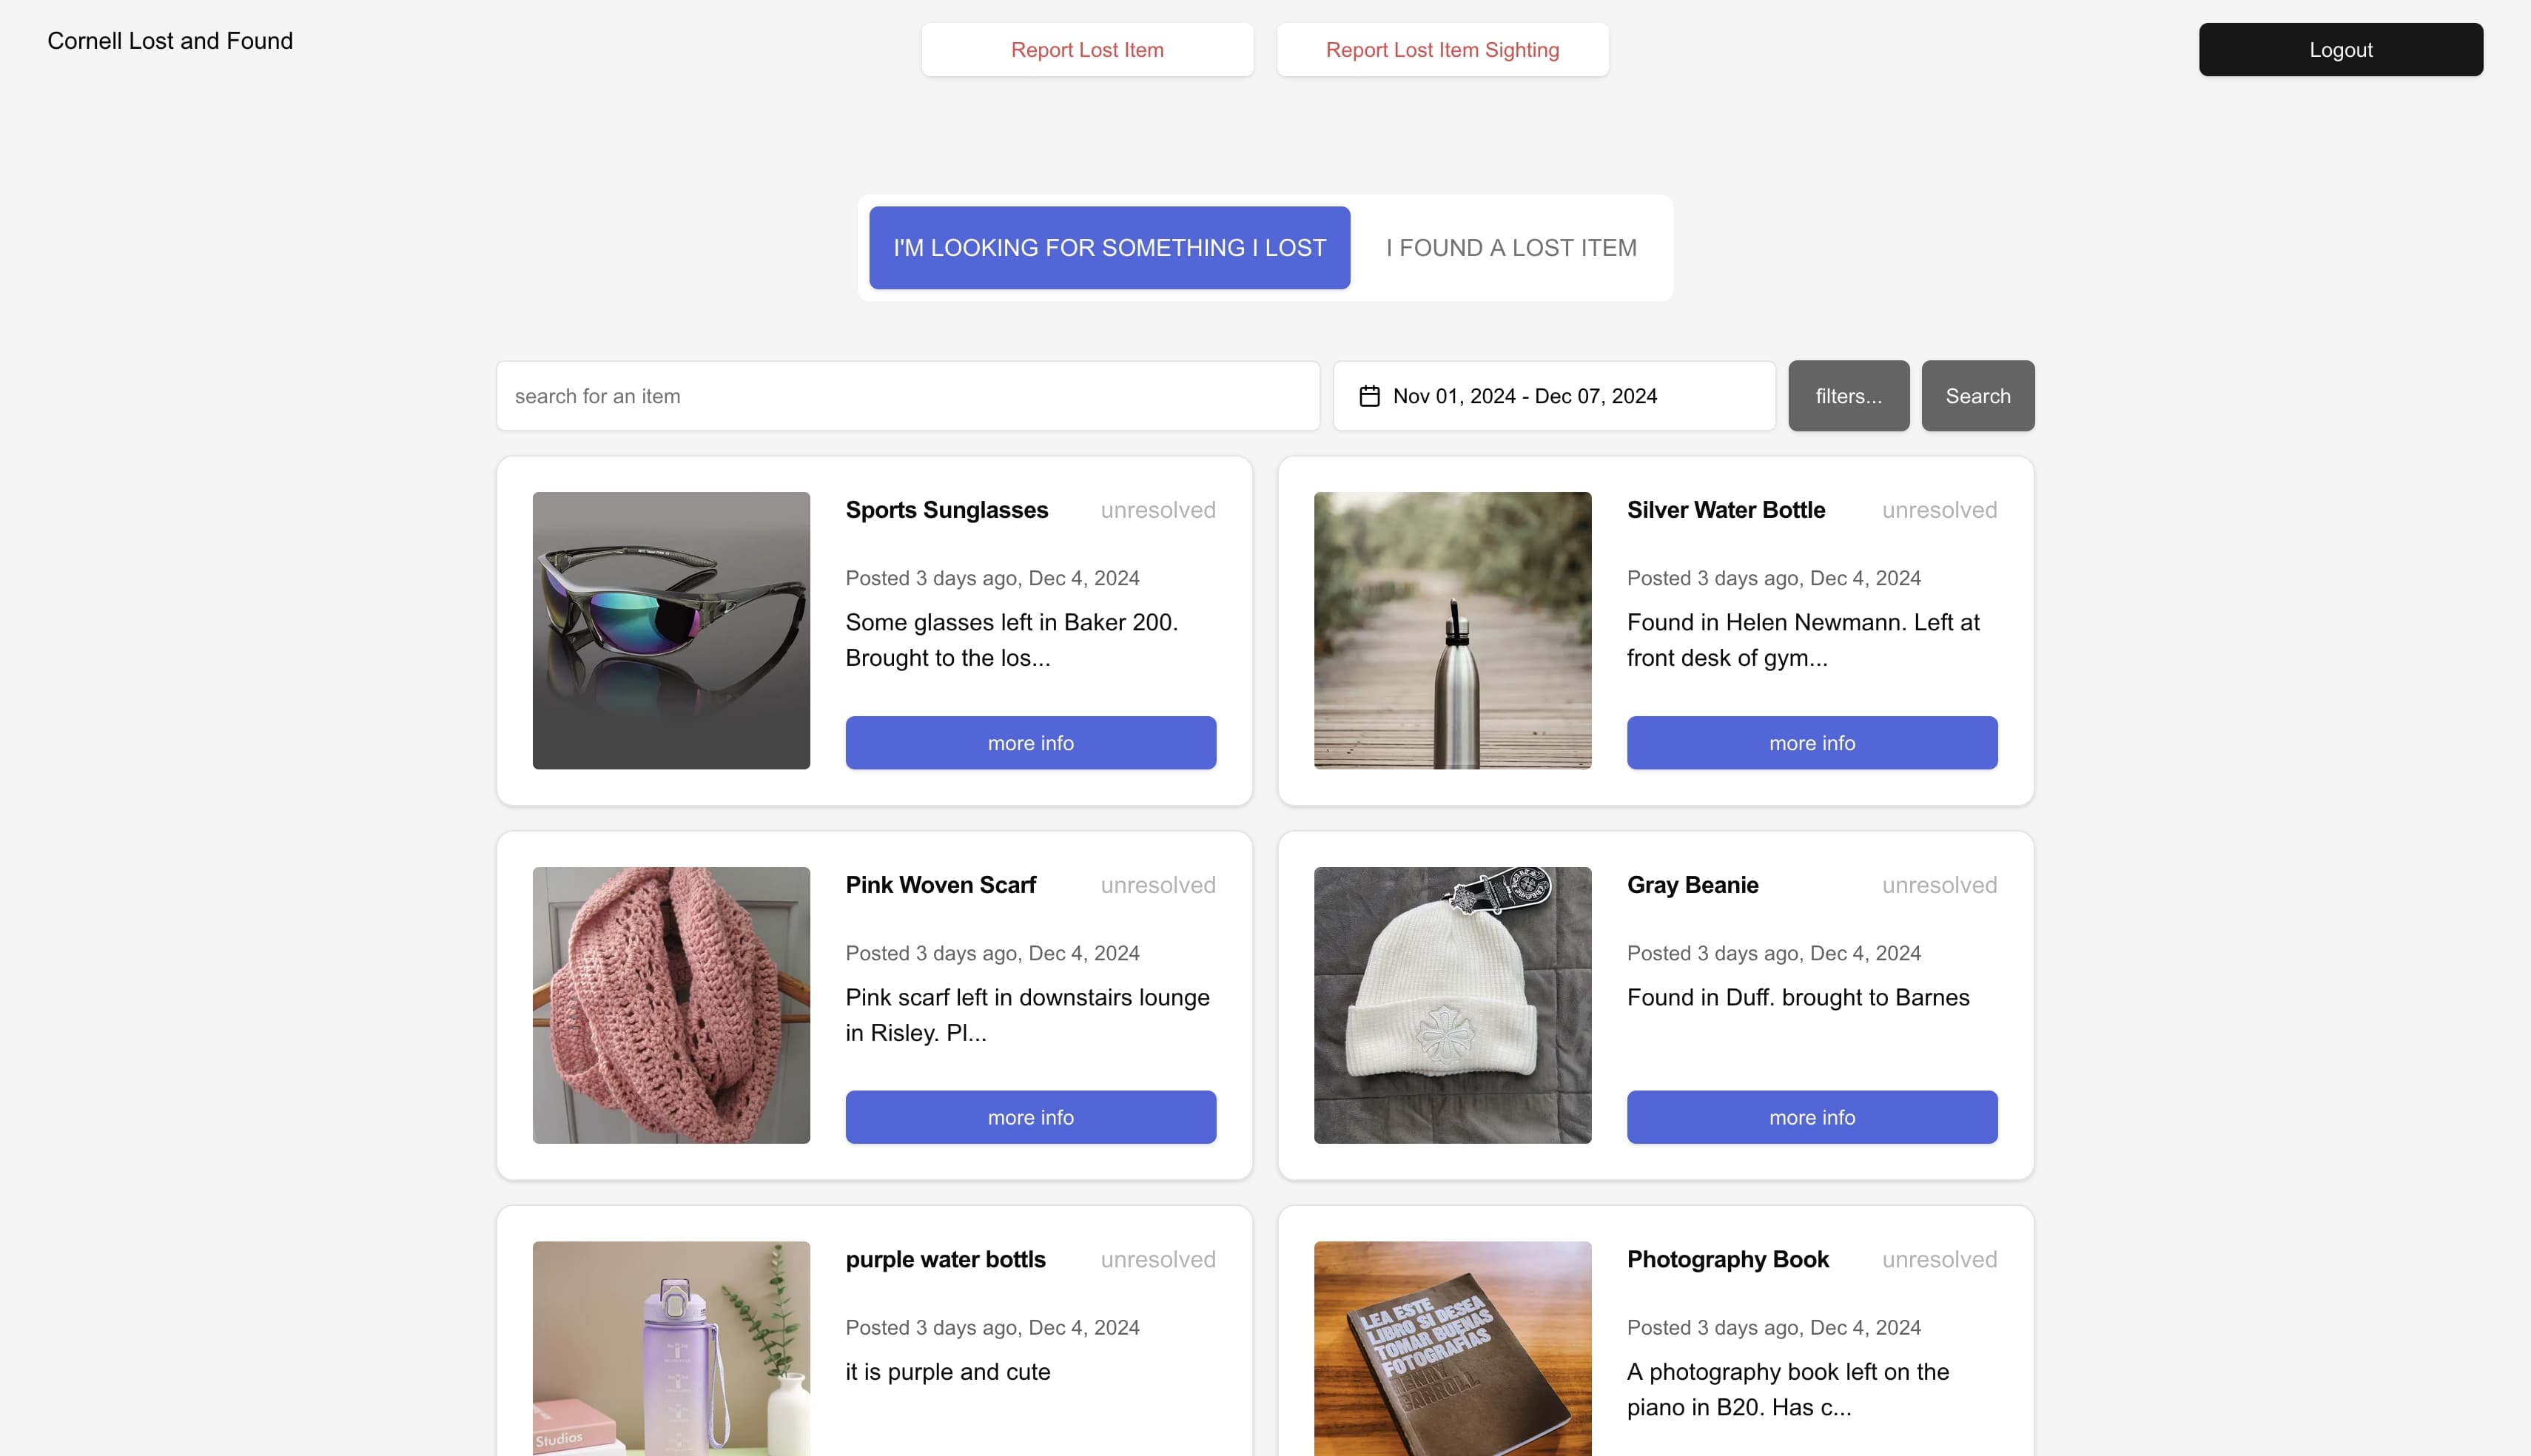 Cornell Lost and Found
Report Lost Item
Report Lost Item Sighting
Logout
I'M LOOKING FOR SOMETHING I LOST
I FOUND A LOST ITEM
search for an item
Nov 01, 2024 - Dec 07, 2024
filters...
Search
Sports Sunglasses
unresolved
Posted 3 days ago, Dec 4, 2024
Some glasses left in Baker 200.
Brought to the los...
more info
Silver Water Bottle
unresolved
Posted 3 days ago, Dec 4, 2024
Found in Helen Newmann. Left at
front desk of gym...
more info
Pink Woven Scarf
unresolved
Posted 3 days ago, Dec 4, 2024
Pink scarf left in downstairs lounge
in Risley. Pl...
more info
Gray Beanie
unresolved
Posted 3 days ago, Dec 4, 2024
Found in Duff. brought to Barnes
more info
purple water bottls
unresolved
Posted 3 days ago, Dec 4, 2024
it is purple and cute
Studios
Photography Book
unresolved
Posted 3 days ago, Dec 4, 2024
A photography book left on the
piano in B20. Has c...
LEA ESTE
LIBRO SI DESEA
TOMAR BUENAS
FOTOGRAFÍAS
HENRY
CARROLL